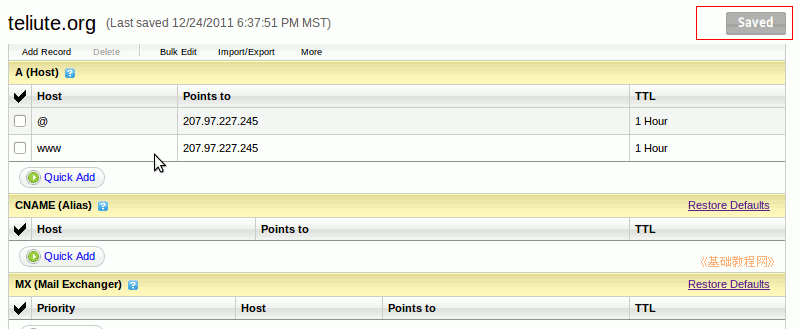 teliute.org (Last saved 12/24/2011 6:37:51 PM MST) Saved
Add Record Delete Bulk Edit Import/Export More
A (Host) ?
Host Points to TTL
@ 207.97.227.245 1 Hour
www 207.97.227.245 1 Hour
Quick Add
CNAME (Alias) ? Restore Defaults
Host Points to TTL
Quick Add
《基础教程网》
MX (Mail Exchanger) ? Restore Defaults
Priority Host Points to TTL